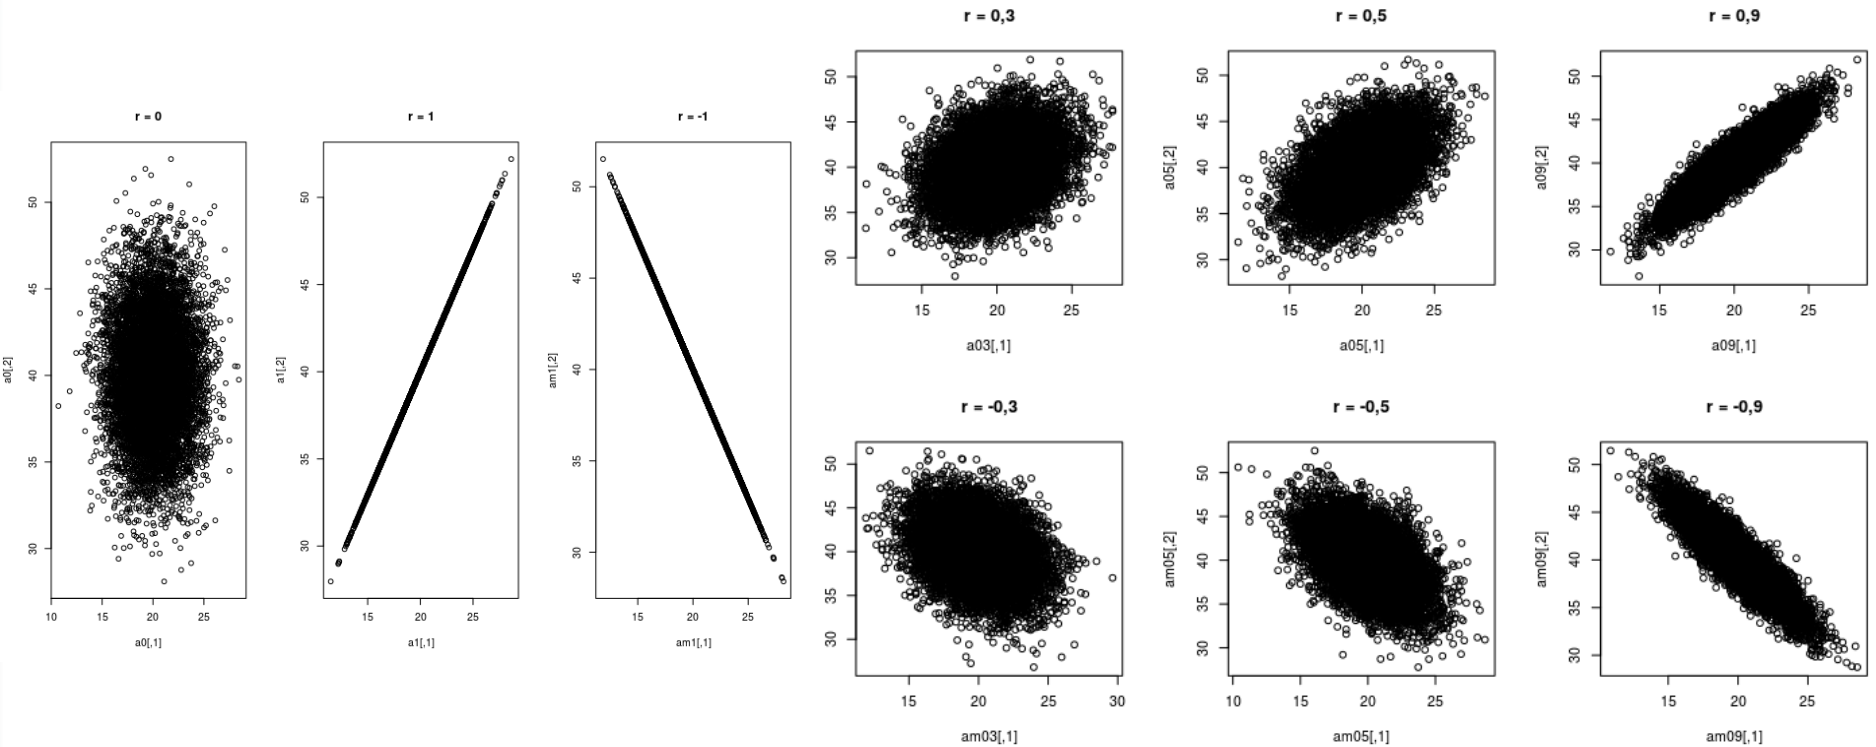 r = 0
50
45
40
35
30
a0[,2]
10 15 20 25
a0[,1]
r = 1
50
45
40
35
30
a1[,2]
15 20 25
a1[,1]
r = -1
50
45
40
35
30
am1[,2]
15 20 25
am1[,1]
r = 0,3
50
45
40
35
30
15 20 25
a03[,1]
r = 0,5
50
45
40
35
30
a05[,2]
15 20 25
a05[,1]
r = 0,9
50
45
40
35
30
a09[,2]
15 20 25
a09[,1]
r = -0,3
50
45
40
35
30
15 20 25 30
am03[,1]
r = -0,5
50
45
40
35
30
am05[,2]
10 15 20 25
am05[,1]
r = -0,9
50
45
40
35
30
am09[,2]
15 20 25
am09[,1]